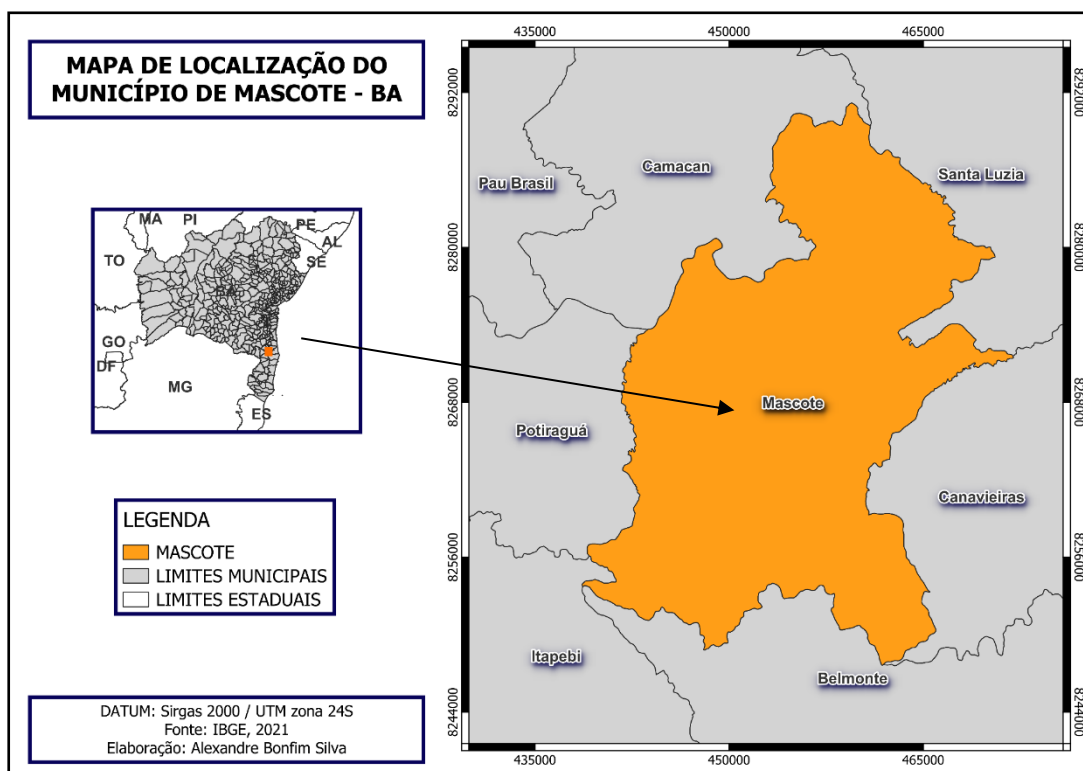 MAPA DE LOCALIZAÇÃO DO
MUNICÍPIO DE MASCOTE - BA
MA
PI
PE
AL
TO
SE
BA
GO
DF
MG
ES
LEGENDA
MASCOTE
LIMITES MUNICIPAIS
LIMITES ESTADUAIS
DATUM: Sirgas 2000 / UTM zona 24S
Fonte: IBGE, 2021
Elaboração: Alexandre Bonfim Silva
435000
450000
465000
8292000
8292000
Camacan
Pau Brasil
Santa Luzia
8280000
8280000
8268000
8268000
Mascote
Potiraguá
Canavieiras
8256000
8256000
Itapebi
Belmonte
8244000
8244000
435000
450000
465000